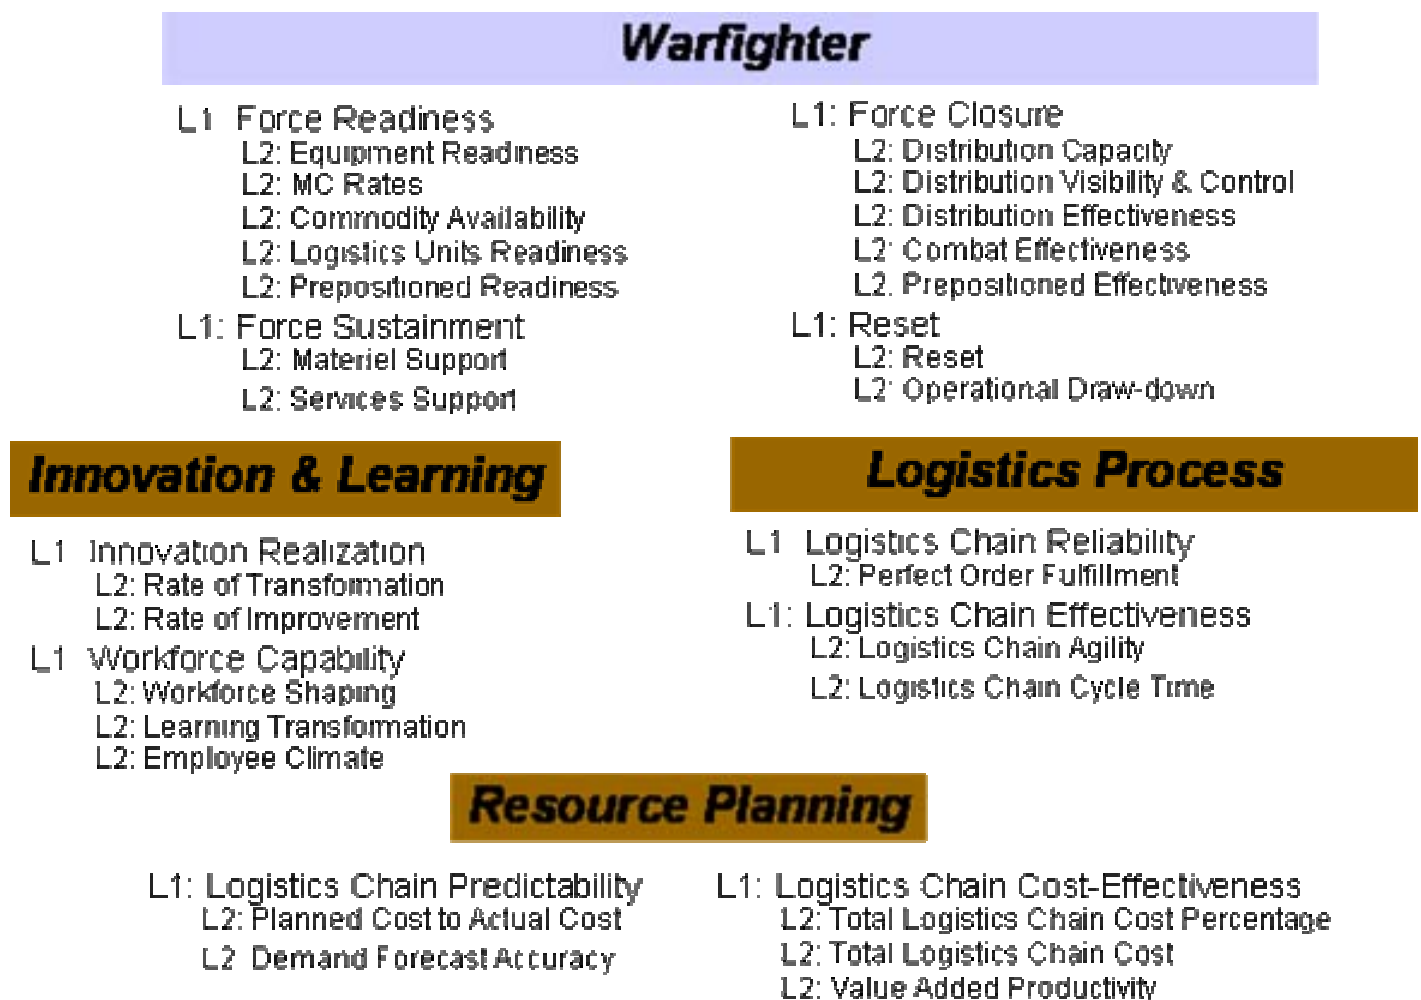 Warfighter
L1 Force Readiness
L2: Equipment Readiness
L2: MC Rates
L2: Commodity Availability
L2: Logistics Units Readiness
L2: Prepositioned Readiness
L1: Force Sustainment
L2: Materiel Support
L2: Services Support
L1: Force Closure
L2: Distribution Capacity
L2: Distribution Visibility & Control
L2: Distribution Effectiveness
L2: Combat Effectiveness
L2: Prepositioned Effectiveness
L1: Reset
L2: Reset
L2: Operational Draw-down
Innovation & Learning
L1 Innovation Realization
L2: Rate of Transformation
L2: Rate of Improvement
L1 Workforce Capability
L2: Workforce Shaping
L2: Learning Transformation
L2: Employee Climate
Logistics Process
L1 Logistics Chain Reliability
L2: Perfect Order Fulfillment
L1: Logistics Chain Effectiveness
L2: Logistics Chain Agility
L2: Logistics Chain Cycle Time
Resource Planning
L1: Logistics Chain Predictability
L2: Planned Cost to Actual Cost
L2 Demand Forecast Accuracy
L1: Logistics Chain Cost-Effectiveness
L2: Total Logistics Chain Cost Percentage
L2: Total Logistics Chain Cost
L2: Value Added Productivity